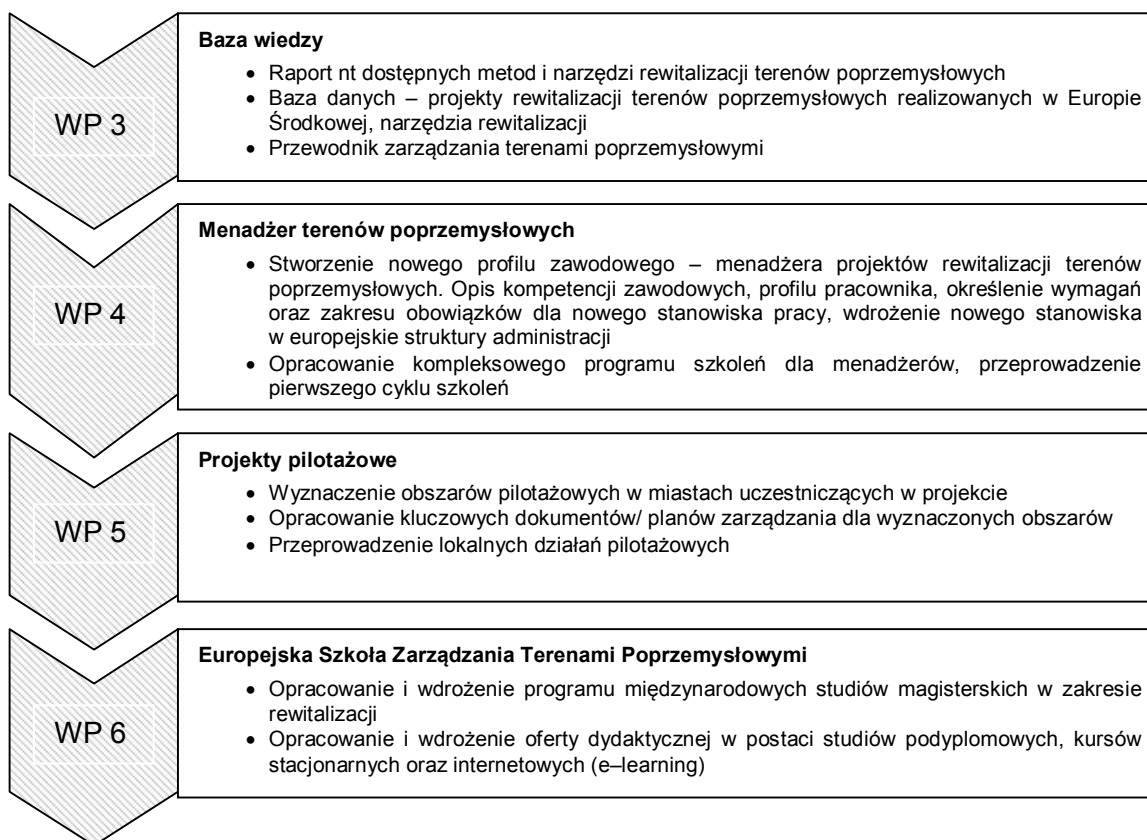 WP 3
Baza wiedzy
• Raport nt dostępnych metod i narzędzi rewitalizacji terenów poprzemysłowych
• Baza danych – projekty rewitalizacji terenów poprzemysłowych realizowanych w Europie
Środkowej, narzędzia rewitalizacji
• Przewodnik zarządzania terenami poprzemysłowymi
WP 4
Menadżer terenów poprzemysłowych
• Stworzenie nowego profilu zawodowego – menadżera projektów rewitalizacji terenów
poprzemysłowych. Opis kompetencji zawodowych, profilu pracownika, określenie wymagań
oraz zakresu obowiązków dla nowego stanowiska pracy, wdrożenie nowego stanowiska
w europejskie struktury administracji
• Opracowanie kompleksowego programu szkoleń dla menadżerów, przeprowadzenie
pierwszego cyklu szkoleń
WP 5
Projekty pilotażowe
• Wyznaczenie obszarów pilotażowych w miastach uczestniczących w projekcie
• Opracowanie kluczowych dokumentów/ planów zarządzania dla wyznaczonych obszarów
• Przeprowadzenie lokalnych działań pilotażowych
WP 6
Europejska Szkoła Zarządzania Terenami Poprzemysłowymi
• Opracowanie i wdrożenie programu międzynarodowych studiów magisterskich w zakresie
rewitalizacji
• Opracowanie i wdrożenie oferty dydaktycznej w postaci studiów podyplomowych, kursów
stacjonarnych oraz internetowych (e–learning)